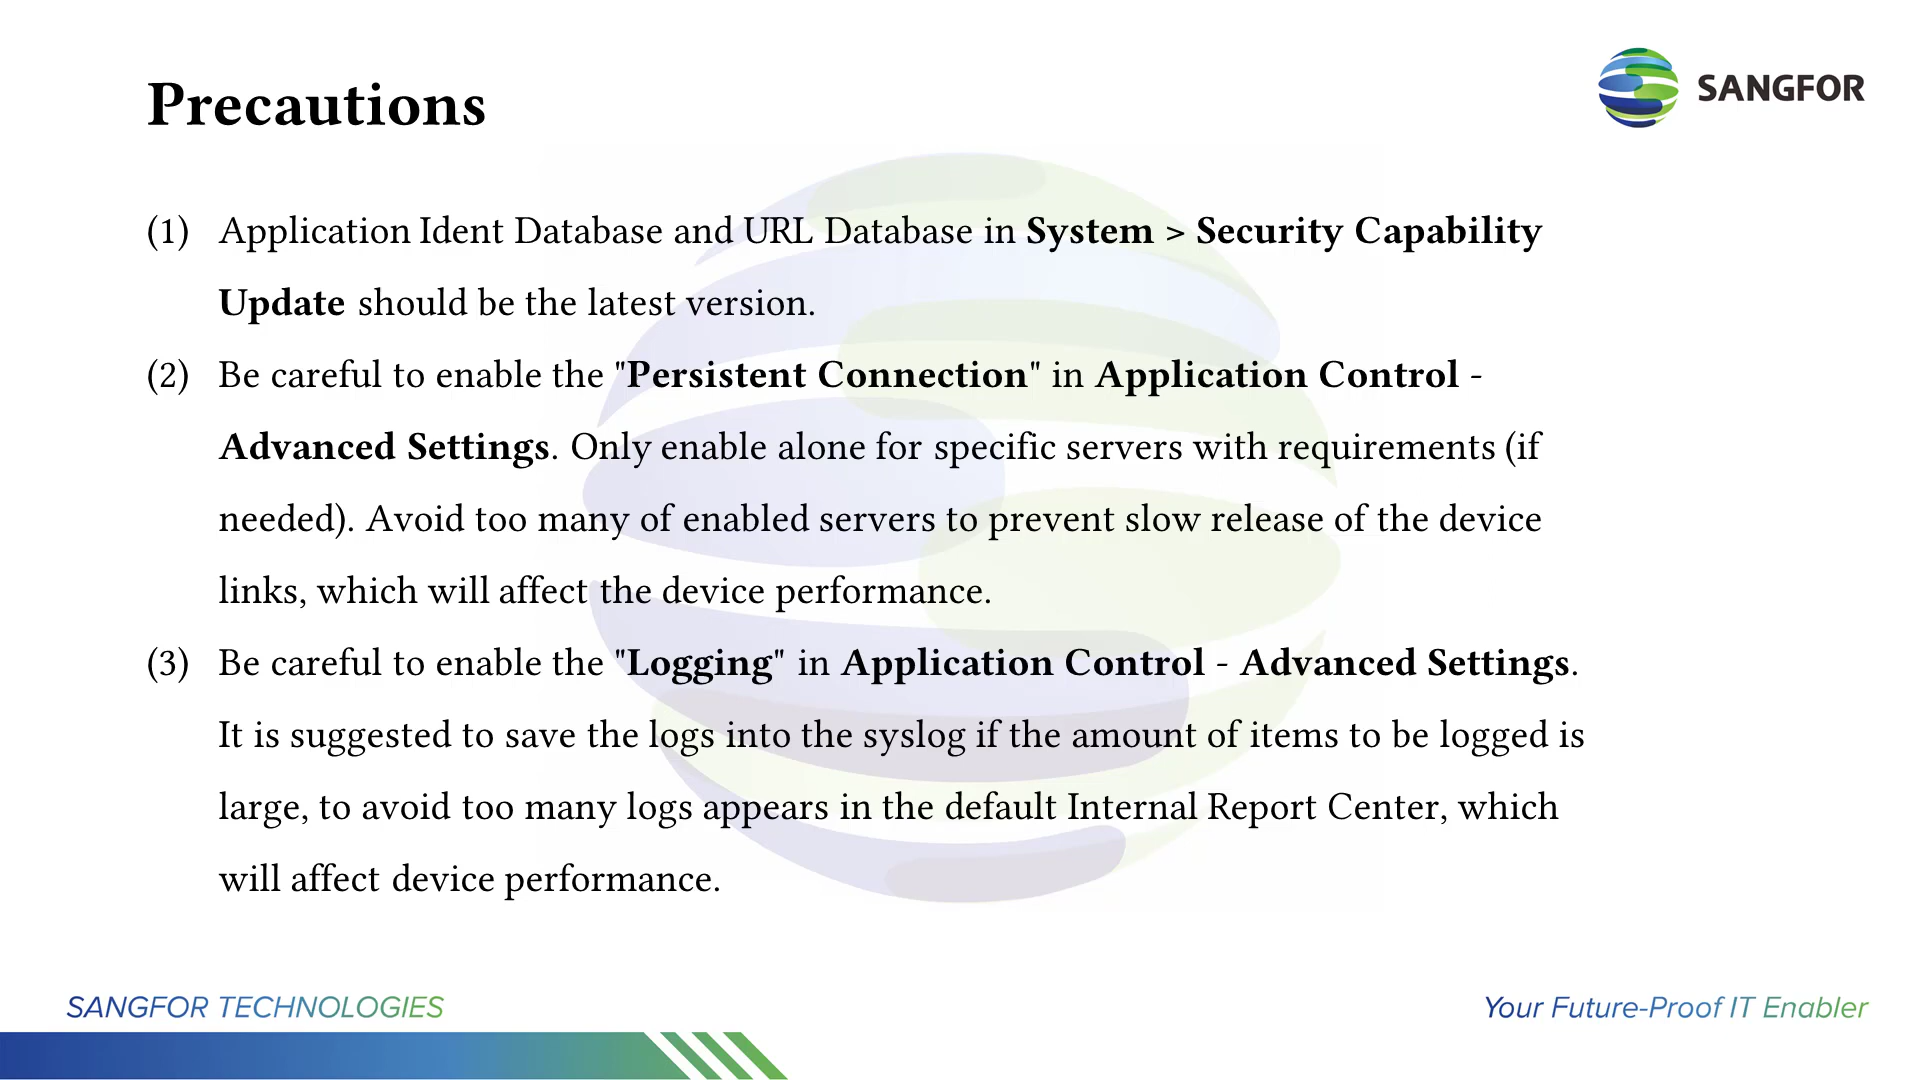 Precautions
SANGFOR
(1) Application Ident Database and URL Database in System > Security Capability
Update should be the latest version.
(2) Be careful to enable the "Persistent Connection" in Application Control -
Advanced Settings. Only enable alone for specific servers with requirements (if
needed). Avoid too many of enabled servers to prevent slow release of the device
links, which will affect the device performance.
(3) Be careful to enable the "Logging" in Application Control - Advanced Settings.
It is suggested to save the logs into the syslog if the amount of items to be logged is
large, to avoid too many logs appears in the default Internal Report Center, which
will affect device performance.
SANGFOR TECHNOLOGIES
Your Future-Proof IT Enabler